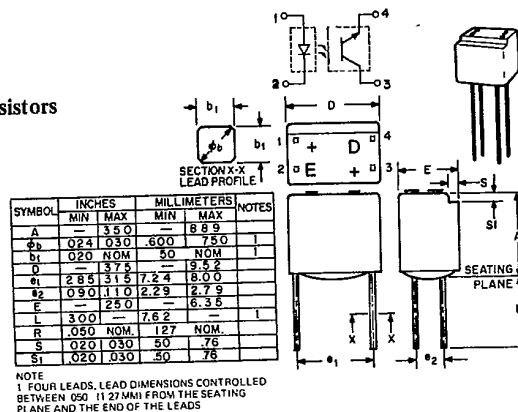 1 4
2 3
sistors
b1
D
b1
ϕb
1 + D 4
2 E + 3
SECTION X-X
LEAD PROFILE
E
S
S1
A
SEATING
PLANE
X X
e1
e2
SYMBOL INCHES MILLIMETERS NOTES
MIN MAX MIN MAX
A — .350 — 8.89
ϕb .024 .030 .600 .750 1
b1 .020 NOM .50 NOM 1
D — .375 — 9.52
e1 .285 .315 7.24 8.00
e2 .090 .110 2.29 2.79
E — .250 — 6.35
L .300 — 7.62 — 1
R .050 NOM. 1.27 NOM.
S .020 .030 .50 .76
S1 .020 .030 .50 .76
NOTE
1 FOUR LEADS. LEAD DIMENSIONS CONTROLLED
BETWEEN .050 (1.27 MM) FROM THE SEATING
PLANE AND THE END OF THE LEADS